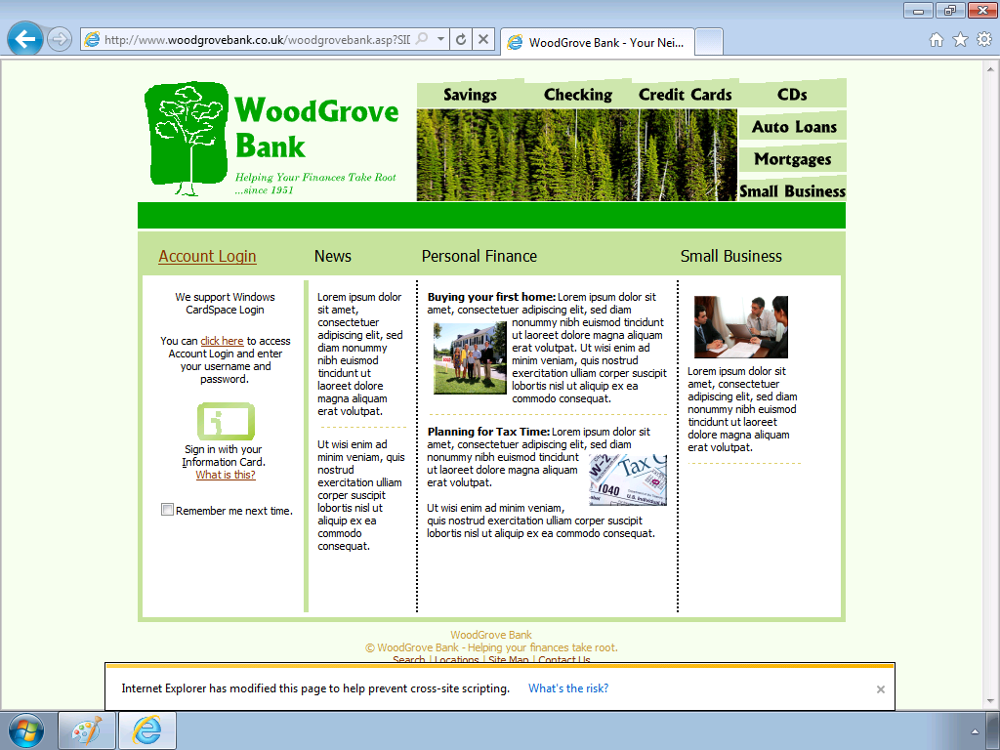 http://www.woodgrovebank.co.uk/woodgrovebank.asp?SID
WoodGrove Bank - Your Nei...
WoodGrove
Bank
Helping Your Finances Take Root
...since 1951
Savings
Checking
Credit Cards
CDs
Auto Loans
Mortgages
Small Business
Account Login
News
Personal Finance
Small Business
We support Windows
CardSpace Login
You can click here to access
Account Login and enter
your username and
password.
Sign in with your
Information Card.
What is this?
Remember me next time.
Lorem ipsum dolor
sit amet,
consectetuer
adipiscing elit, sed
diam nonummy
nibh euismod
tincidunt ut
laoreet dolore
magna aliquam
erat volutpat.
Ut wisi enim ad
minim veniam, quis
nostrud
exercitation ulliam
corper suscipit
lobortis nisl ut
aliquip ex ea
commodo
consequat.
Buying your first home: Lorem ipsum dolor sit
amet, consectetuer adipiscing elit, sed diam
nonummy nibh euismod tincidunt
ut laoreet dolore magna aliquam
erat volutpat. Ut wisi enim ad
minim veniam, quis nostrud
exercitation ulliam corper suscipit
lobortis nisl ut aliquip ex ea
commodo consequat.
SOLD
Planning for Tax Time: Lorem ipsum dolor sit
amet, consectetuer adipiscing elit, sed diam
nonummy nibh euismod tincidunt
ut laoreet dolore magna aliquam
erat volutpat.
W-2
Tax
1040
U.S. Individual
Ut wisi enim ad minim veniam,
quis nostrud exercitation ulliam corper suscipit
lobortis nisl ut aliquip ex ea commodo consequat.
Lorem ipsum dolor sit
amet, consectetuer
adipiscing elit, sed diam
nonummy nibh euismod
tincidunt ut laoreet
dolore magna aliquam
erat volutpat.
WoodGrove Bank
© WoodGrove Bank - Helping your finances take root.
Search | Locations | Site Map | Contact Us
Internet Explorer has modified this page to help prevent cross-site scripting. What's the risk?